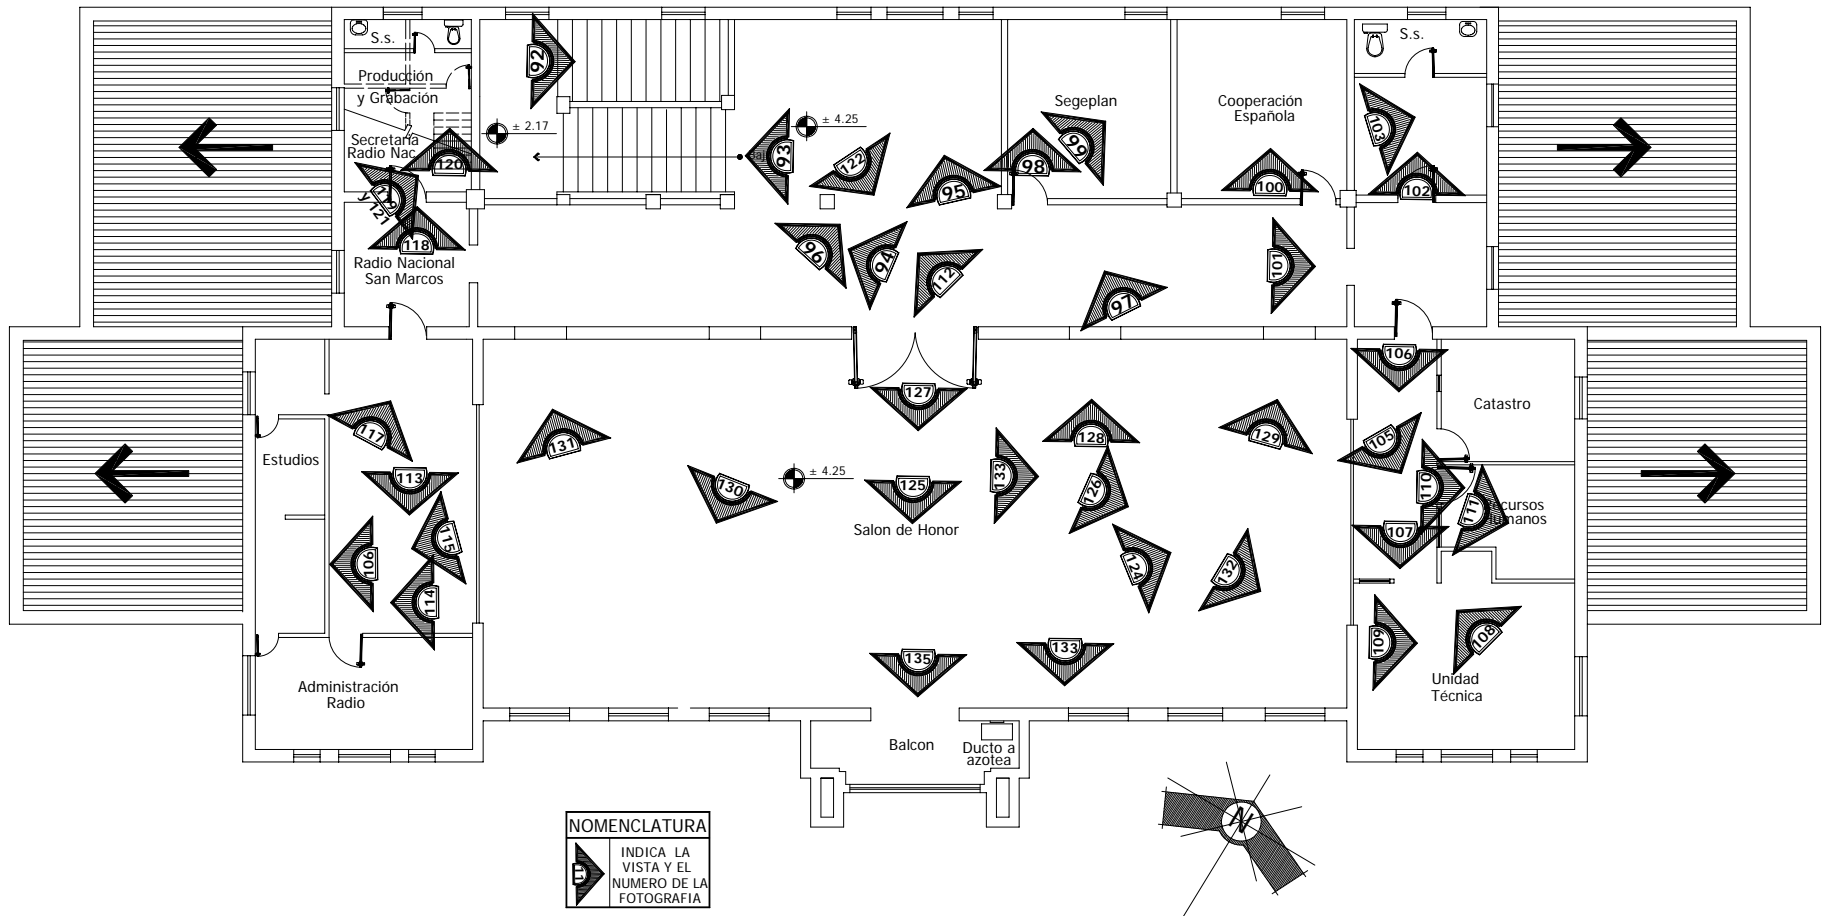 S.s.
Producción
y Grabación
Secretaria
Radio Nac.
92
± 2.17
93
± 4.25
122
95
98
Segeplan
99
Cooperación
Española
100
S.s.
103
102
120
119
y 121
118
Radio Nacional
San Marcos
96
94
112
97
101
106
Catastro
127
131
128
129
105
117
Estudios
113
130
± 4.25
125
Salon de Honor
133
126
110
111
Recursos
Humanos
107
115
106
114
124
132
109
108
Unidad
Técnica
135
133
Administración
Radio
Balcon
Ducto a
azotea
N
NOMENCLATURA
11
INDICA LA
VISTA Y EL
NUMERO DE LA
FOTOGRAFIA